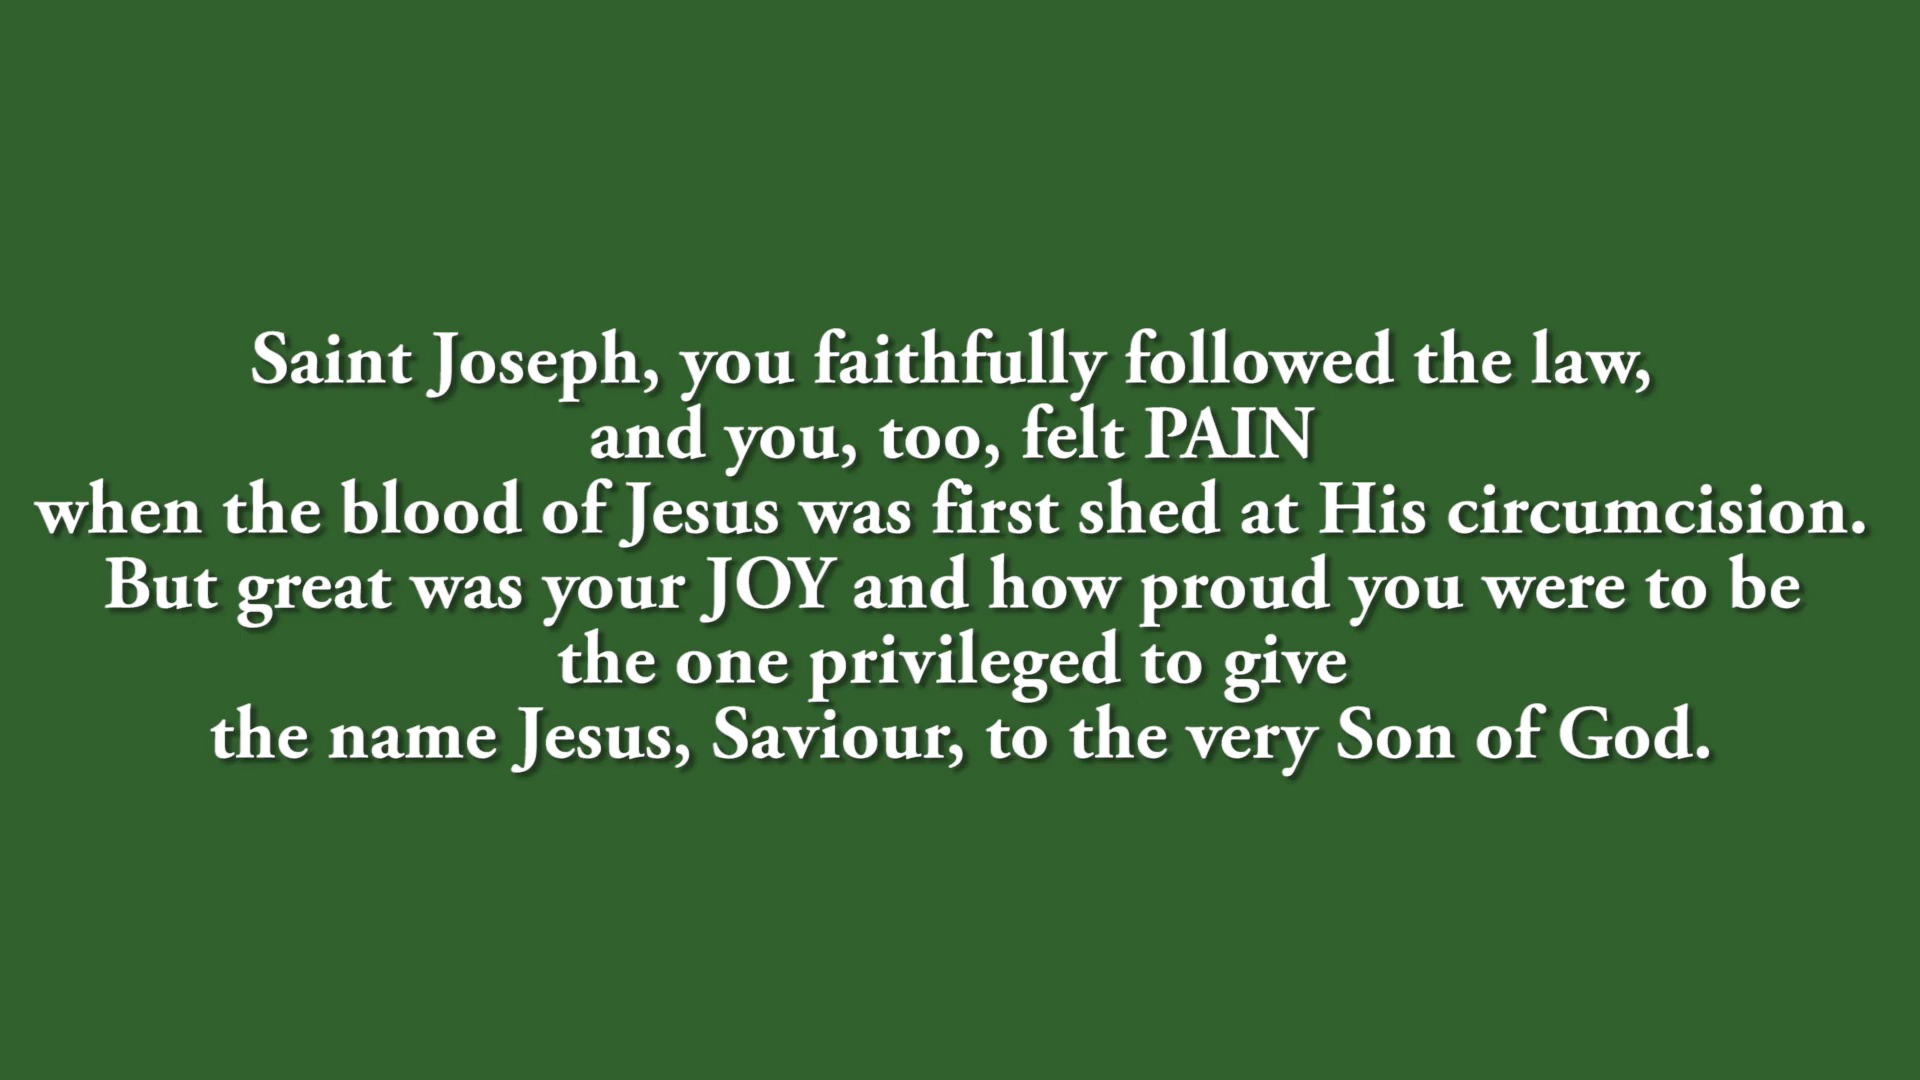 Saint Joseph, you faithfully followed the law,
and you, too, felt PAIN
when the blood of Jesus was first shed at His circumcision.
But great was your JOY and how proud you were to be
the one privileged to give
the name Jesus, Saviour, to the very Son of God.